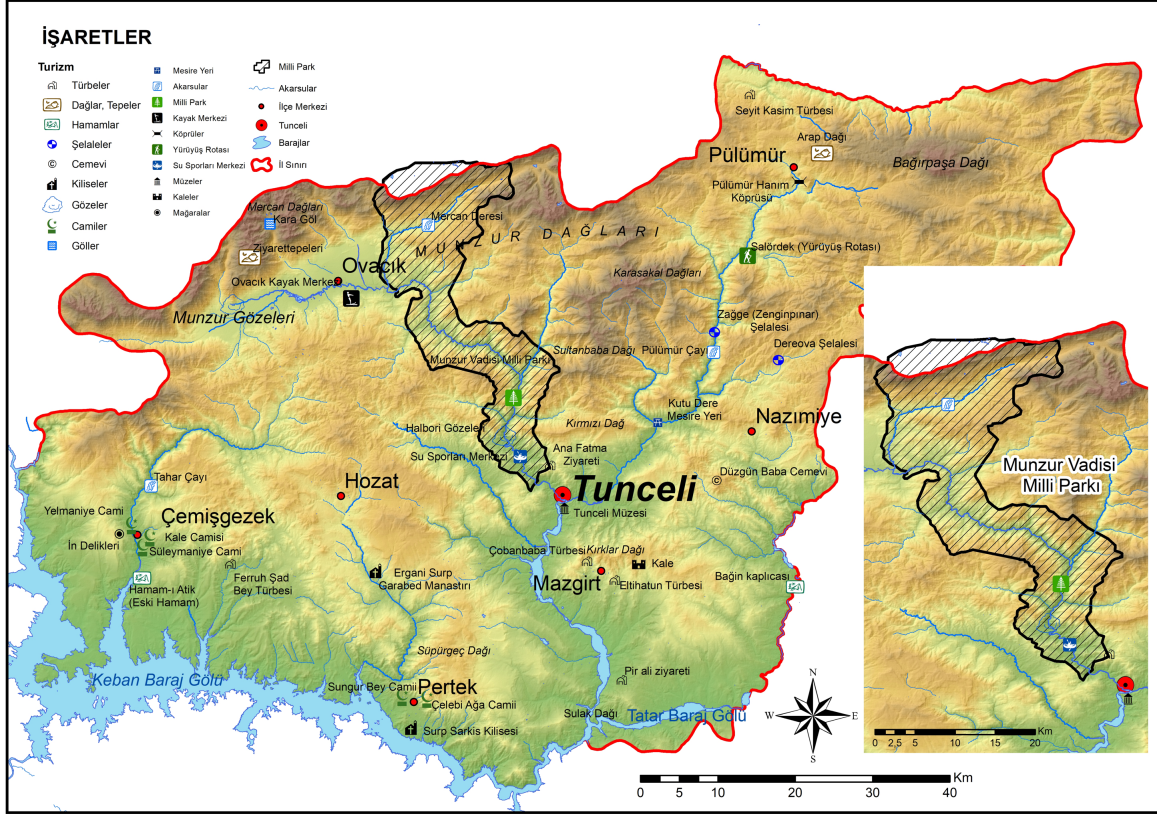 İŞARETLER
Turizm
Türbeler
Dağlar, Tepeler
Hamamlar
Şelaleler
Cemevi
Kiliseler
Gözeler
Camiler
Göller
Mesire Yeri
Akarsular
Milli Park
Kayak Merkezi
Köprüler
Yürüyüş Rotası
Su Sporları Merkezi
Müzeler
Kaleler
Mağaralar
Milli Park
Akarsular
İlçe Merkezi
Tunceli
Barajlar
İl Sınırı
Seyit Kasim Türbesi
Arap Dağı
Pülümür
Bağırpaşa Dağı
Pülümür Hanım
Köprüsü
Mercan Dağları
Kara Göl
Mercan Deresi
MUNZUR DAĞLARI
Ziyarettepeleri
Salördek (Yürüyüş Rotası)
Ovacık
Karasakal Dağları
Ovacık Kayak Merkezi
Munzur Gözeleri
Zağge (Zenginpınar)
Şelalesi
Dereova Şelalesi
Sultanbaba Dağı
Pülümür Çayı
Munzur Vadisi Milli Parkı
Kutu Dere
Mesire Yeri
Nazımiye
Kırmızı Dağ
Halbori Gözeleri
Su Sporları Merkezi
Ana Fatma
Ziyareti
Düzgün Baba Cemevi
Tahar Çayı
Hozat
Tunceli
Tunceli Müzesi
Yelmaniye Cami
Çemişgezek
Kale Camisi
İn Delikleri
Süleymaniye Cami
Çobanbaba Türbesi
Kırklar Dağı
Kale
Mazgirt
Eltihatun Türbesi
Bağin kaplıcası
Ergani Surp
Garabed Manastırı
Ferruh Şad
Bey Türbesi
Hamam-ı Atik
(Eski Hamam)
Süpürgeç Dağı
Keban Baraj Gölü
Sungur Bey Camii
Pertek
Çelebi Ağa Camii
Surp Sarkis Kilisesi
Pir ali ziyareti
Sulak Dağı
Tatar Baraj Gölü
N
W
E
S
Km
0 5 10 20 30 40
Munzur Vadisi
Milli Parkı
Km
0 2,5 5 10 15 20